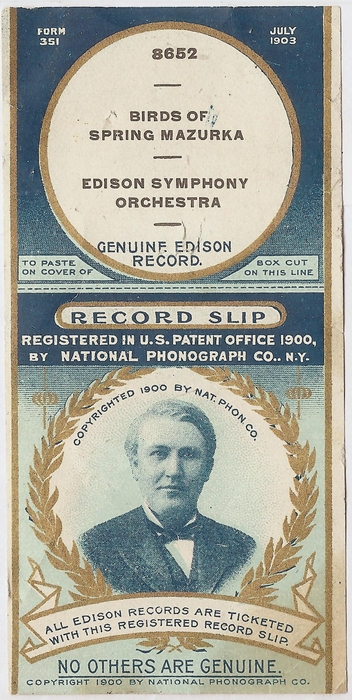 FORM
351
JULY
1903
8652
BIRDS OF
SPRING MAZURKA
EDISON SYMPHONY
ORCHESTRA
GENUINE EDISON
RECORD.
TO PASTE
ON COVER OF
BOX CUT
ON THIS LINE
RECORD SLIP
REGISTERED IN U.S. PATENT OFFICE 1900,
BY NATIONAL PHONOGRAPH CO., N.Y.
COPYRIGHTED 1900 BY NAT. PHON CO.
ALL EDISON RECORDS ARE TICKETED
WITH THIS REGISTERED RECORD SLIP.
NO OTHERS ARE GENUINE.
COPYRIGHT 1900 BY NATIONAL PHONOGRAPH CO.